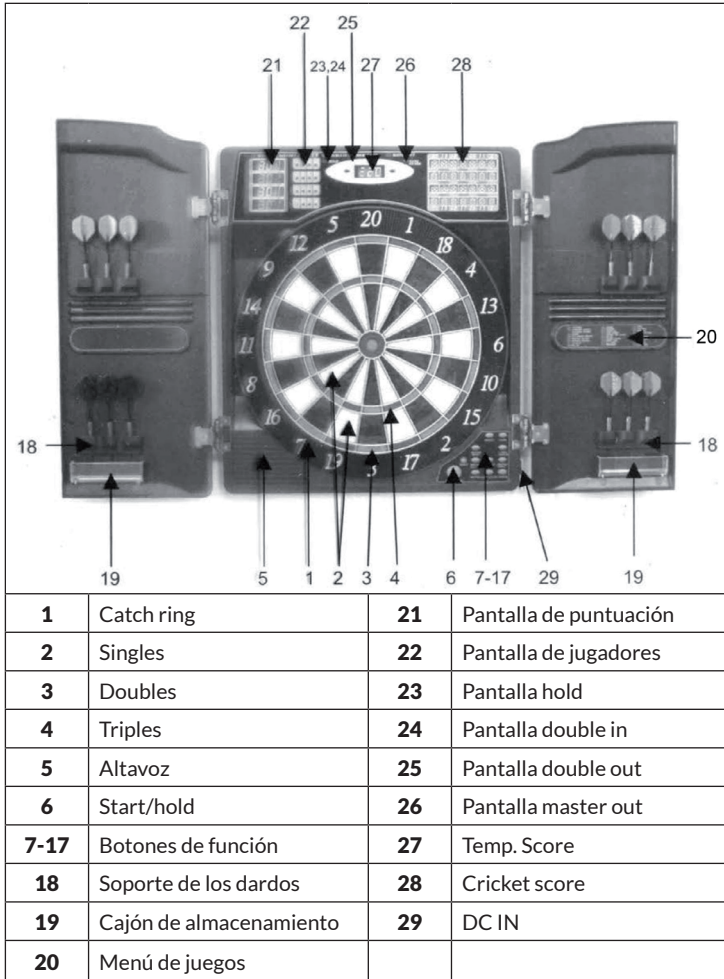 22 25
21 23,24 27 26 28
12 5 20 1 18
9 4
14 13
11 6
8 10
16 15
7 19 3 17 2
20
18 18
19 5 1 2 3 4 6 7-17 29 19
1 Catch ring 21 Pantalla de puntuación
2 Singles 22 Pantalla de jugadores
3 Doubles 23 Pantalla hold
4 Triples 24 Pantalla double in
5 Altavoz 25 Pantalla double out
6 Start/hold 26 Pantalla master out
7-17 Botones de función 27 Temp. Score
18 Soporte de los dardos 28 Cricket score
19 Cajón de almacenamiento 29 DC IN
20 Menú de juegos